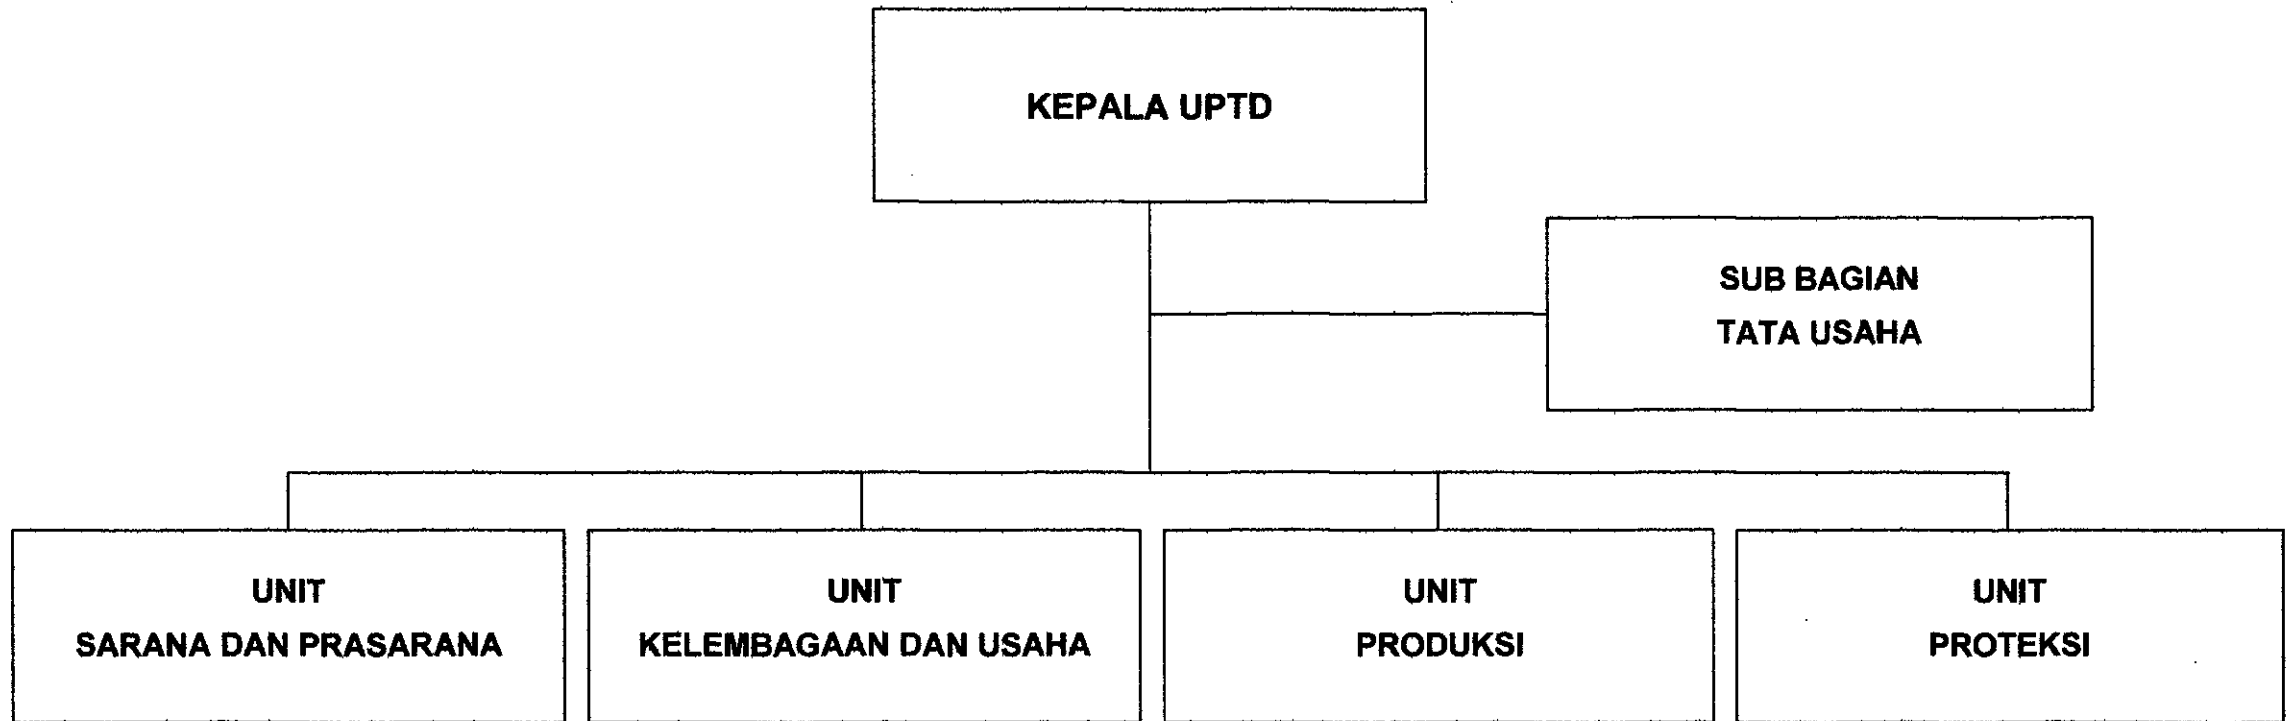 KEPALA UPTD
SUB BAGIAN
TATA USAHA
UNIT
SARANA DAN PRASARANA
UNIT
KELEMBAGAAN DAN USAHA
UNIT
PRODUKSI
UNIT
PROTEKSI